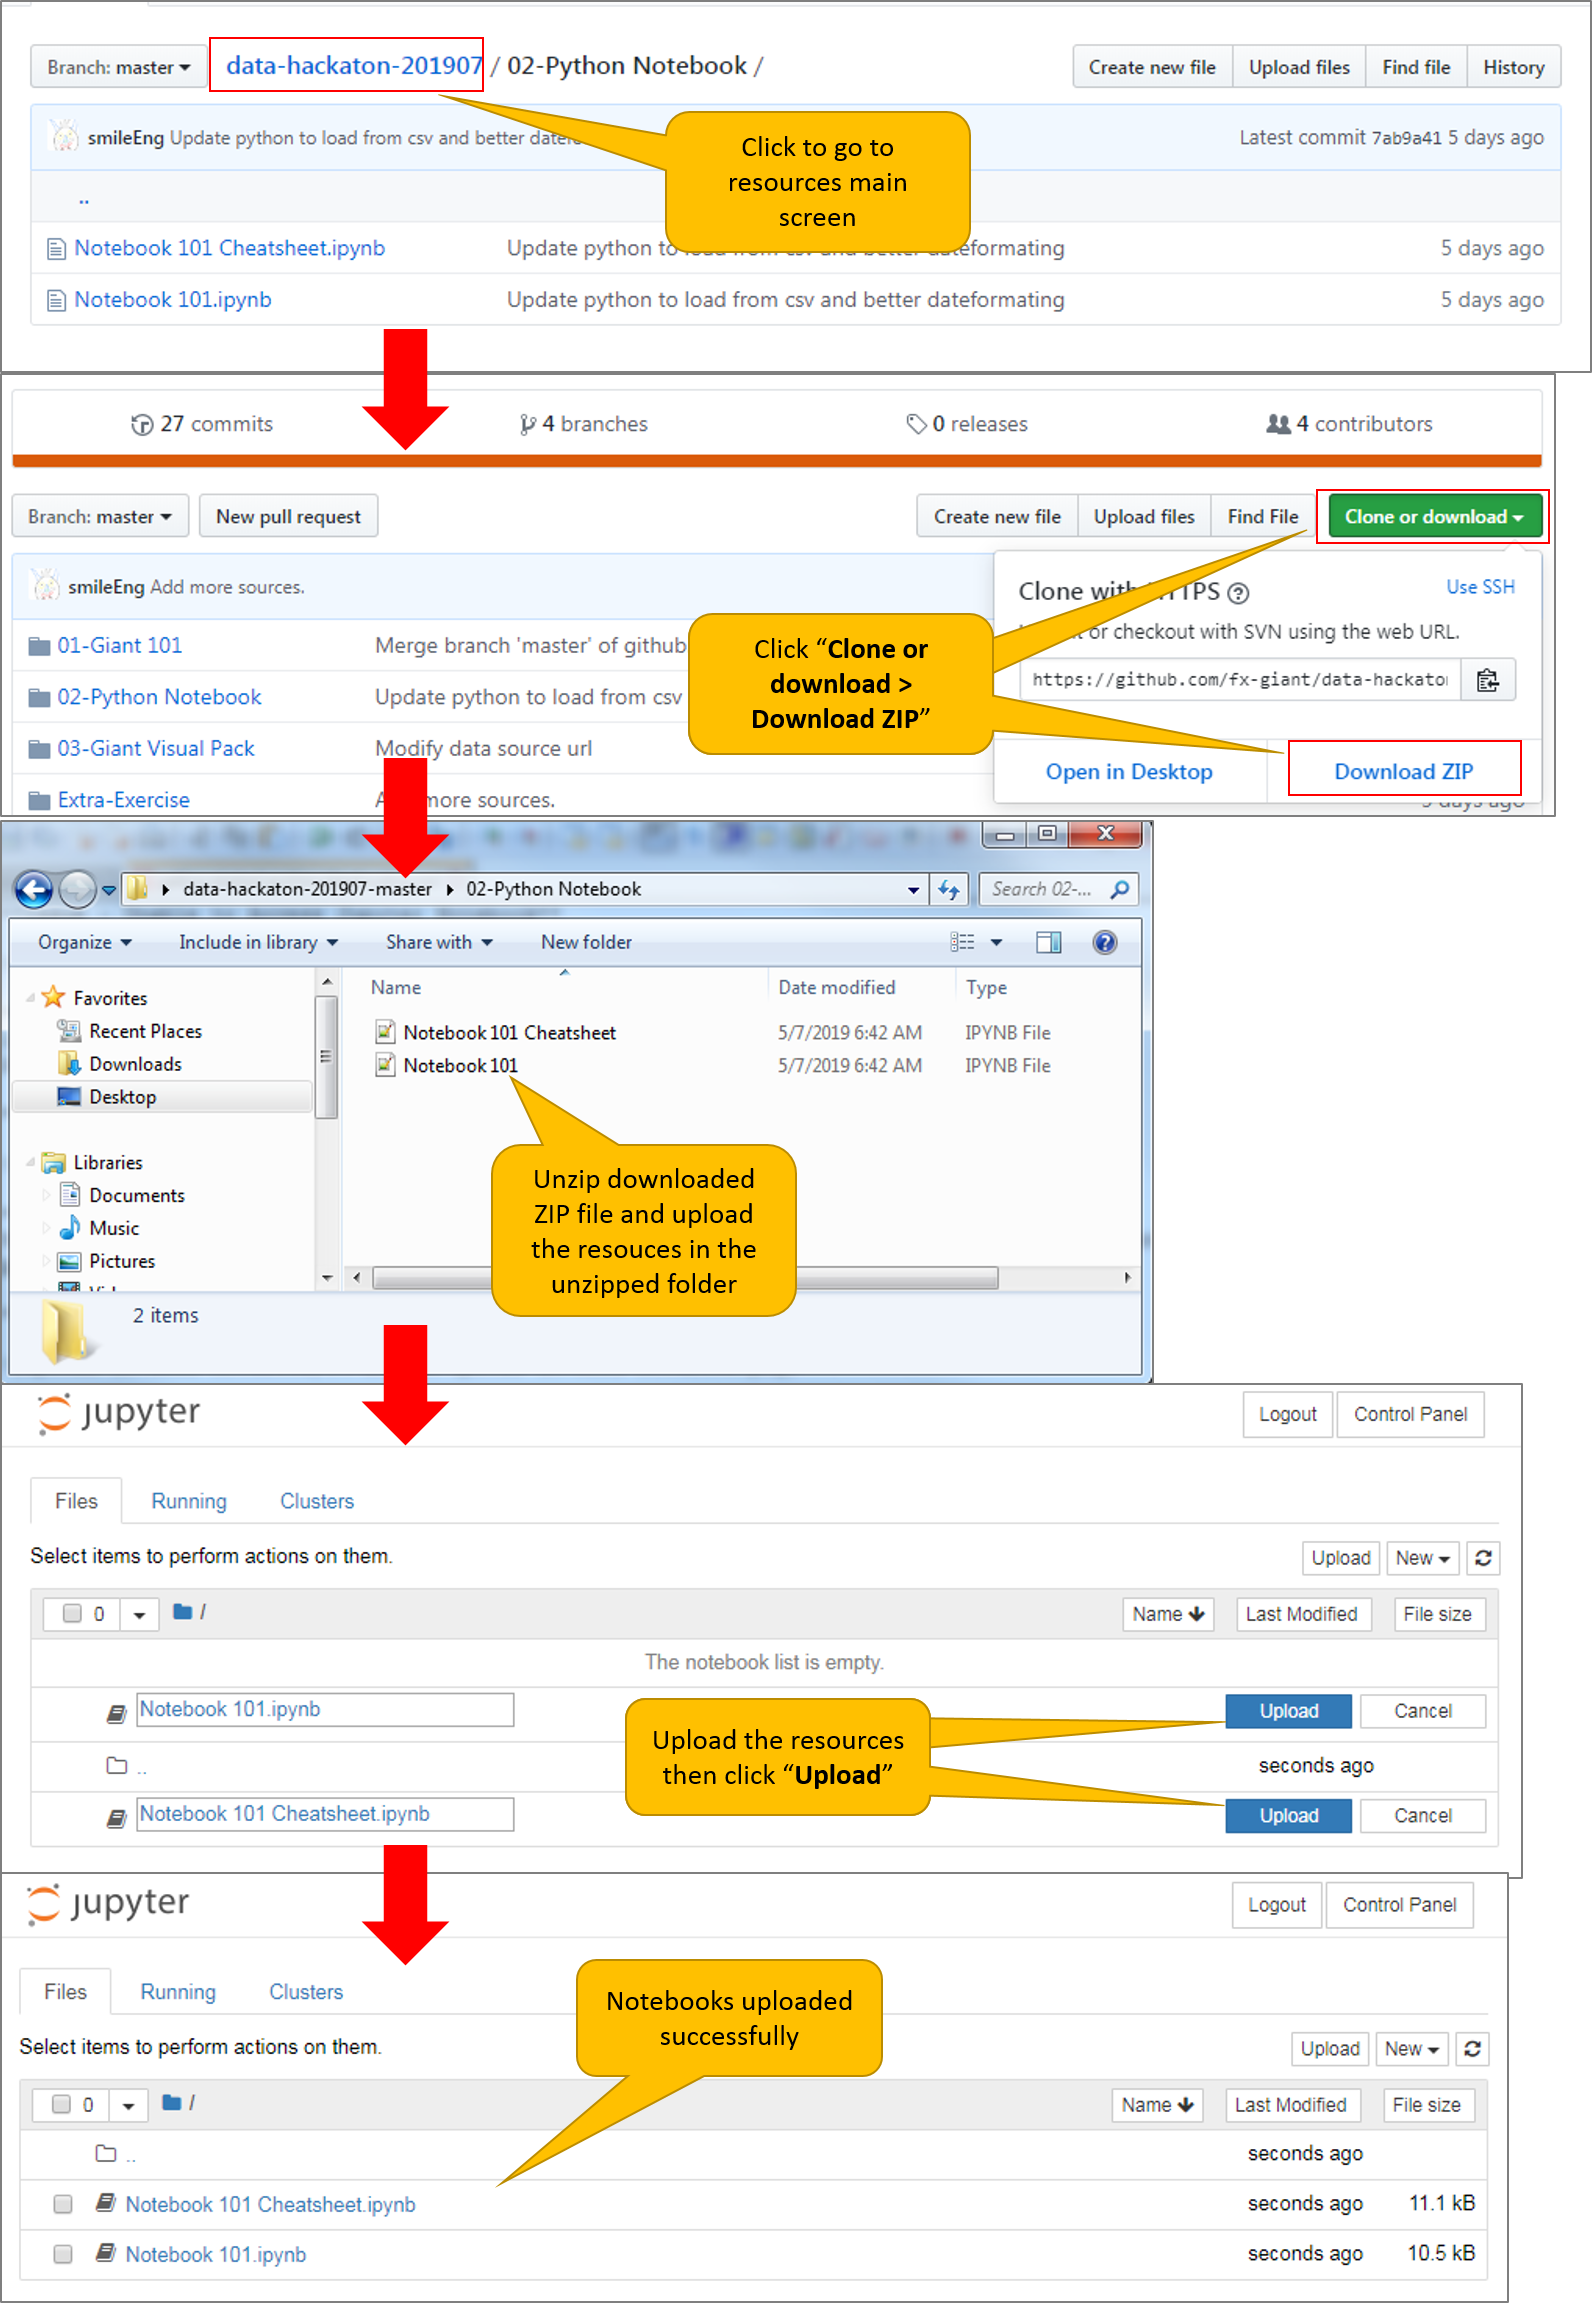 Branch: master
data-hackaton-201907 / 02-Python Notebook /
Create new file
Upload files
Find file
History
smileEng Update python to load from csv and better
Latest commit 7ab9a41 5 days ago
Click to go to
resources main
screen
..
Notebook 101 Cheatsheet.ipynb
Update python to load from csv and better dateformating
5 days ago
Notebook 101.ipynb
Update python to load from csv and better dateformating
5 days ago
27 commits
4 branches
0 releases
4 contributors
Branch: master
New pull request
Create new file
Upload files
Find File
Clone or download
smileEng Add more sources.
Clone with HTTPS
Use SSH
or checkout with SVN using the web URL.
https://github.com/fx-giant/data-hackato
Open in Desktop
Download ZIP
Click “Clone or
download >
Download ZIP”
01-Giant 101
Merge branch 'master' of github
02-Python Notebook
Update python to load from csv
03-Giant Visual Pack
Modify data source url
Extra-Exercise
more sources.
days ago
data-hackaton-201907-master
02-Python Notebook
Search 02-...
Organize
Include in library
Share with
New folder
Favorites
Recent Places
Downloads
Desktop
Libraries
Documents
Music
Pictures
Name
Date modified
Type
Notebook 101 Cheatsheet
5/7/2019 6:42 AM
IPYNB File
Notebook 101
5/7/2019 6:42 AM
IPYNB File
Unzip downloaded
ZIP file and upload
the resouces in the
unzipped folder
2 items
jupyter
Logout
Control Panel
Files
Running
Clusters
Select items to perform actions on them.
Upload
New
0
/
Name
Last Modified
File size
The notebook list is empty.
Notebook 101.ipynb
Upload
Cancel
..
seconds ago
Notebook 101 Cheatsheet.ipynb
Upload
Cancel
Upload the resources
then click “Upload”
jupyter
Logout
Control Panel
Files
Running
Clusters
Notebooks uploaded
successfully
Select items to perform actions on them.
Upload
New
0
/
Name
Last Modified
File size
..
seconds ago
Notebook 101 Cheatsheet.ipynb
seconds ago
11.1 kB
Notebook 101.ipynb
seconds ago
10.5 kB